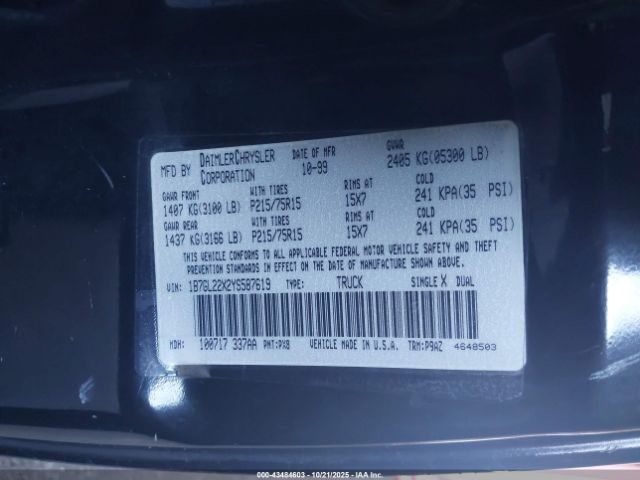 MFD BY DAIMLERCHRYSLER CORPORATION DATE OF MFR 10-99 GVWR 2405 KG(05300 LB)
GAWR FRONT WITH TIRES RIMS AT COLD
1407 KG(3100 LB) P215/75R15 15X7 241 KPA(35 PSI)
GAWR REAR WITH TIRES RIMS AT COLD
1437 KG(3166 LB) P215/75R15 15X7 241 KPA(35 PSI)
THIS VEHICLE CONFORMS TO ALL APPLICABLE FEDERAL MOTOR VEHICLE SAFETY AND THEFT
PREVENTION STANDARDS IN EFFECT ON THE DATE OF MANUFACTURE SHOWN ABOVE.
VIN: 1B7GL22X2YS587619 TYPE: TRUCK SINGLE X DUAL
MDH: 100717 337AA PNT:PX8 VEHICLE MADE IN U.S.A. TRM:P9AZ 4648503
000-43484603 - 10/21/2025 - IAA Corp.